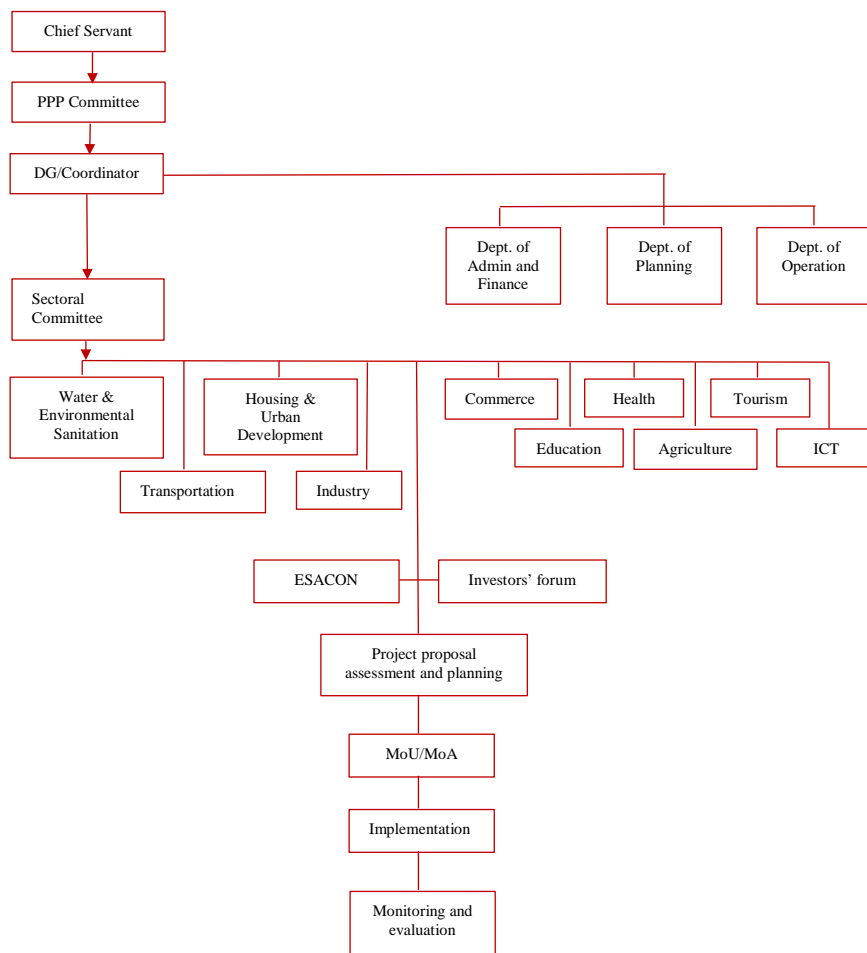 Chief Servant
PPP Committee
DG/Coordinator
Dept. of
Admin and
Finance
Dept. of
Planning
Dept. of
Operation
Sectoral
Committee
Water &
Environmental
Sanitation
Housing &
Urban
Development
Commerce
Health
Tourism
Transportation
Industry
Education
Agriculture
ICT
ESACON
Investors’ forum
Project proposal
assessment and planning
MoU/MoA
Implementation
Monitoring and
evaluation